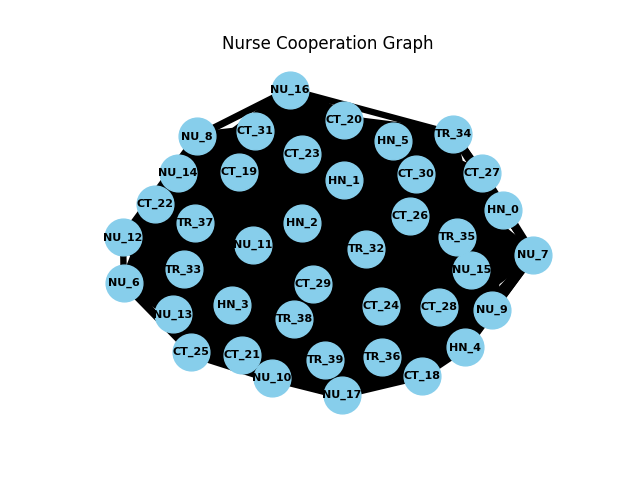 Nurse Cooperation Graph
NU_16
CT_20
CT_31
NU_8
TR_34
HN_5
CT_23
CT_19
NU_14
CT_30
CT_27
HN_1
CT_22
HN_0
CT_26
TR_37
HN_2
NU_12
TR_35
NU_11
TR_32
NU_7
TR_33
NU_15
NU_6
CT_29
HN_3
CT_24
CT_28
NU_9
NU_13
TR_38
HN_4
CT_25
CT_21
TR_36
TR_39
NU_10
CT_18
NU_17